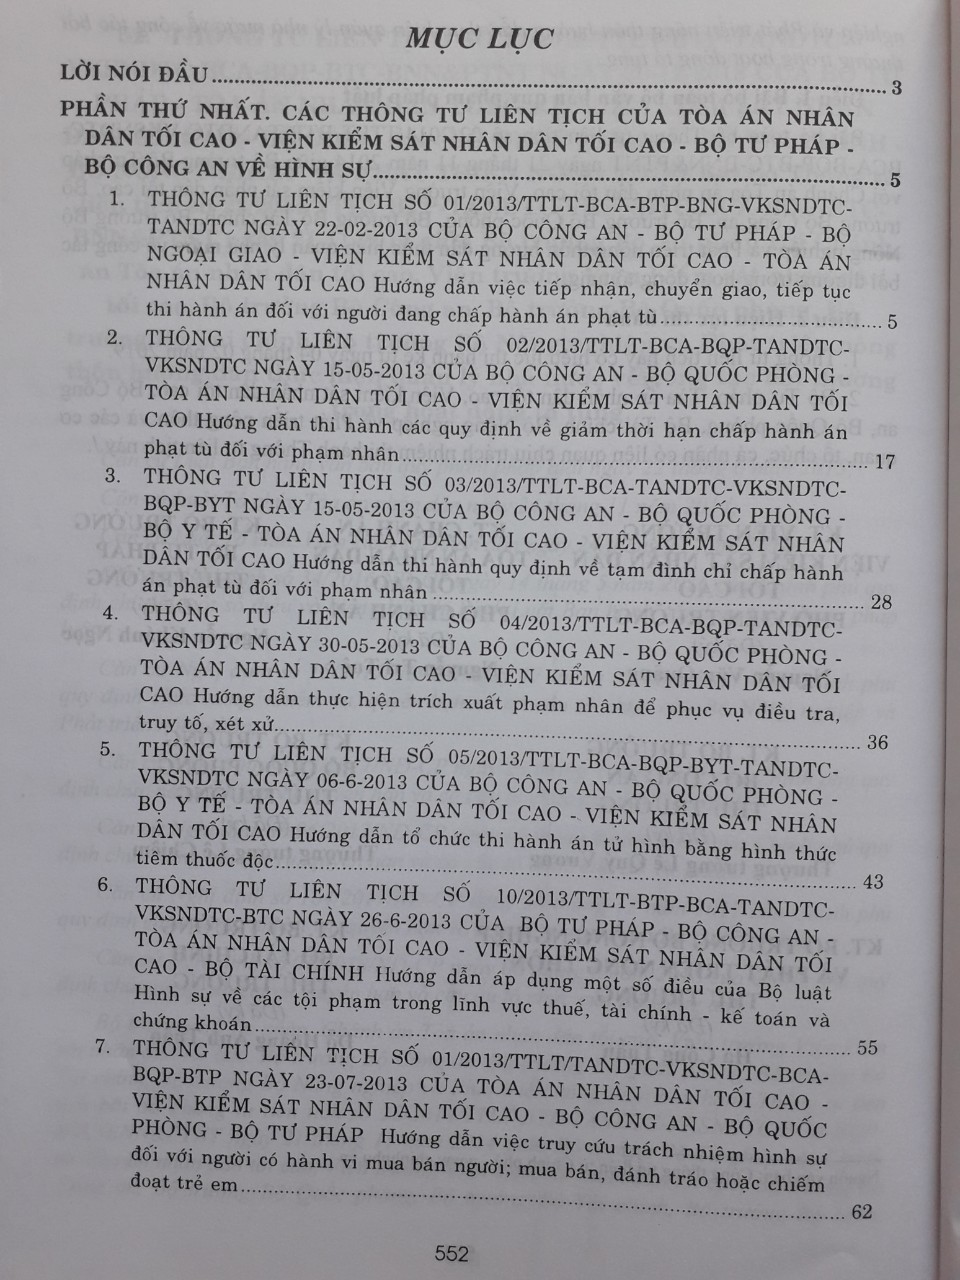 MỤC LỤC
LỜI NÓI ĐẦU ........ 3
PHẦN THỨ NHẤT. CÁC THÔNG TƯ LIÊN TỊCH CỦA TÒA ÁN NHÂN
DÂN TỐI CAO - VIỆN KIỂM SÁT NHÂN DÂN TỐI CAO - BỘ TƯ PHÁP -
BỘ CÔNG AN VỀ HÌNH SỰ ........ 5
1. THÔNG TƯ LIÊN TỊCH SỐ 01/2013/TTLT-BCA-BTP-BNG-VKSNDTC-
TANDTC NGÀY 22-02-2013 CỦA BỘ CÔNG AN - BỘ TƯ PHÁP - BỘ
NGOẠI GIAO - VIỆN KIỂM SÁT NHÂN DÂN TỐI CAO - TÒA ÁN
NHÂN DÂN TỐI CAO Hướng dẫn việc tiếp nhận, chuyển giao, tiếp tục
thi hành án đối với người đang chấp hành án phạt tù ........ 5
2. THÔNG TƯ LIÊN TỊCH SỐ 02/2013/TTLT-BCA-BQP-TANDTC-
VKSNDTC NGÀY 15-05-2013 CỦA BỘ CÔNG AN - BỘ QUỐC PHÒNG -
TÒA ÁN NHÂN DÂN TỐI CAO - VIỆN KIỂM SÁT NHÂN DÂN TỐI
CAO Hướng dẫn thi hành các quy định về giảm thời hạn chấp hành án
phạt tù đối với phạm nhân ........ 17
3. THÔNG TƯ LIÊN TỊCH SỐ 03/2013/TTLT-BCA-TANDTC-VKSNDTC-
BQP-BYT NGÀY 15-05-2013 CỦA BỘ CÔNG AN - BỘ QUỐC PHÒNG -
BỘ Y TẾ - TÒA ÁN NHÂN DÂN TỐI CAO - VIỆN KIỂM SÁT NHÂN
DÂN TỐI CAO Hướng dẫn thi hành quy định về tạm đình chỉ chấp hành
án phạt tù đối với phạm nhân ........ 28
4. THÔNG TƯ LIÊN TỊCH SỐ 04/2013/TTLT-BCA-BQP-TANDTC-
VKSNDTC NGÀY 30-05-2013 CỦA BỘ CÔNG AN - BỘ QUỐC PHÒNG -
TÒA ÁN NHÂN DÂN TỐI CAO - VIỆN KIỂM SÁT NHÂN DÂN TỐI
CAO Hướng dẫn thực hiện trích xuất phạm nhân để phục vụ điều tra,
truy tố, xét xử ........ 36
5. THÔNG TƯ LIÊN TỊCH SỐ 05/2013/TTLT-BCA-BQP-BYT-TANDTC-
VKSNDTC NGÀY 06-6-2013 CỦA BỘ CÔNG AN - BỘ QUỐC PHÒNG -
BỘ Y TẾ - TÒA ÁN NHÂN DÂN TỐI CAO - VIỆN KIỂM SÁT NHÂN
DÂN TỐI CAO Hướng dẫn tổ chức thi hành án tử hình bằng hình thức
tiêm thuốc độc ........ 43
6. THÔNG TƯ LIÊN TỊCH SỐ 10/2013/TTLT-BTP-BCA-TANDTC-
VKSNDTC-BTC NGÀY 26-6-2013 CỦA BỘ TƯ PHÁP - BỘ CÔNG AN -
TÒA ÁN NHÂN DÂN TỐI CAO - VIỆN KIỂM SÁT NHÂN DÂN TỐI
CAO - BỘ TÀI CHÍNH Hướng dẫn áp dụng một số điều của Bộ luật
Hình sự về các tội phạm trong lĩnh vực thuế, tài chính - kế toán và
chứng khoán ........ 55
7. THÔNG TƯ LIÊN TỊCH SỐ 01/2013/TTLT/TANDTC-VKSNDTC-BCA-
BQP-BTP NGÀY 23-07-2013 CỦA TÒA ÁN NHÂN DÂN TỐI CAO -
VIỆN KIỂM SÁT NHÂN DÂN TỐI CAO - BỘ CÔNG AN - BỘ QUỐC
PHÒNG - BỘ TƯ PHÁP Hướng dẫn việc truy cứu trách nhiệm hình sự
đối với người có hành vi mua bán người; mua bán, đánh tráo hoặc chiếm
đoạt trẻ em ........ 62
552